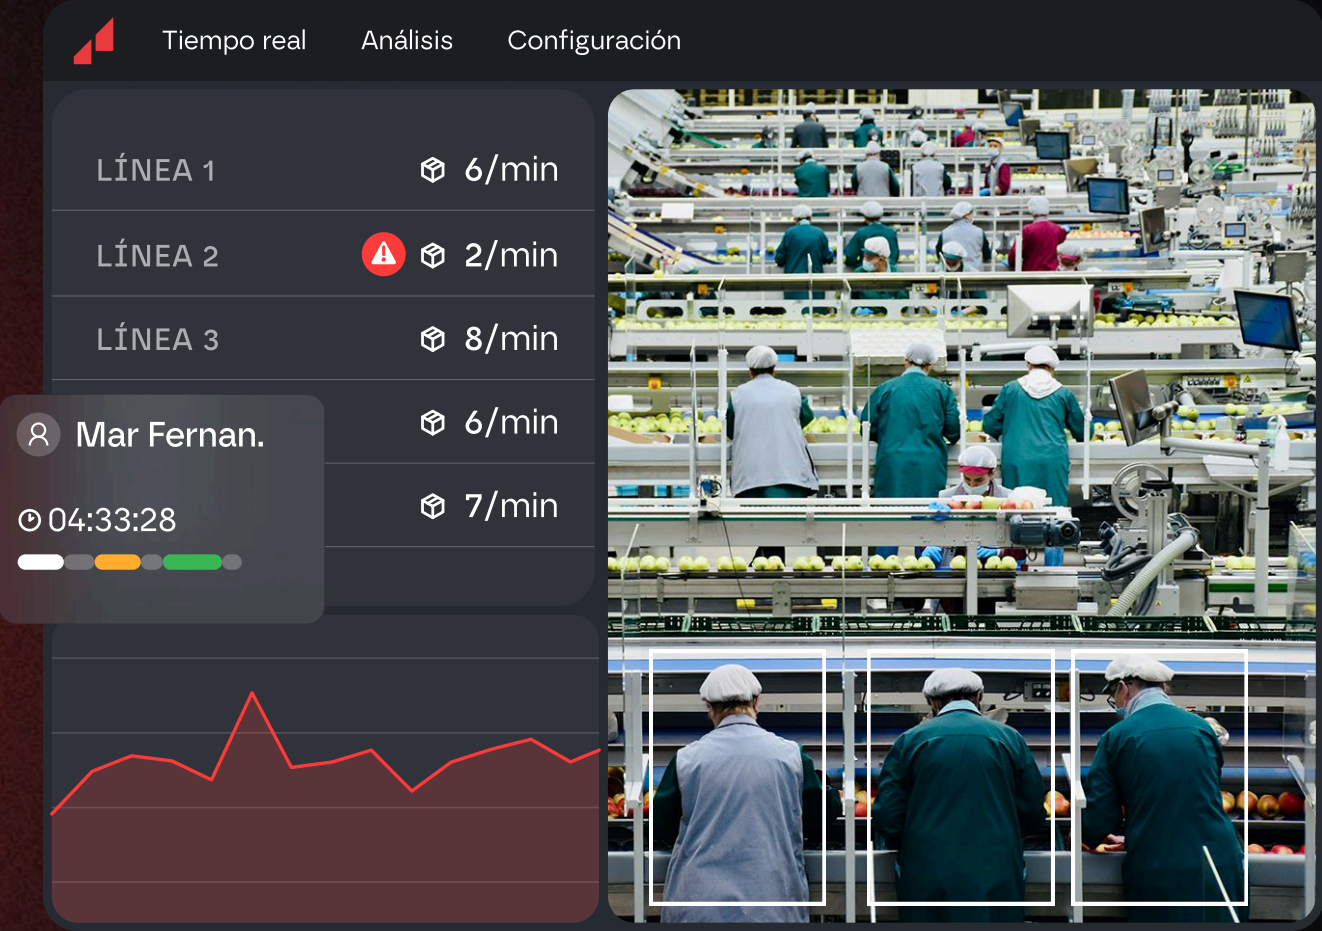 Tiempo real Análisis Configuración
LÍNEA 1 6/min
LÍNEA 2 2/min
LÍNEA 3 8/min
6/min
7/min
Mar Fernan.
04:33:28